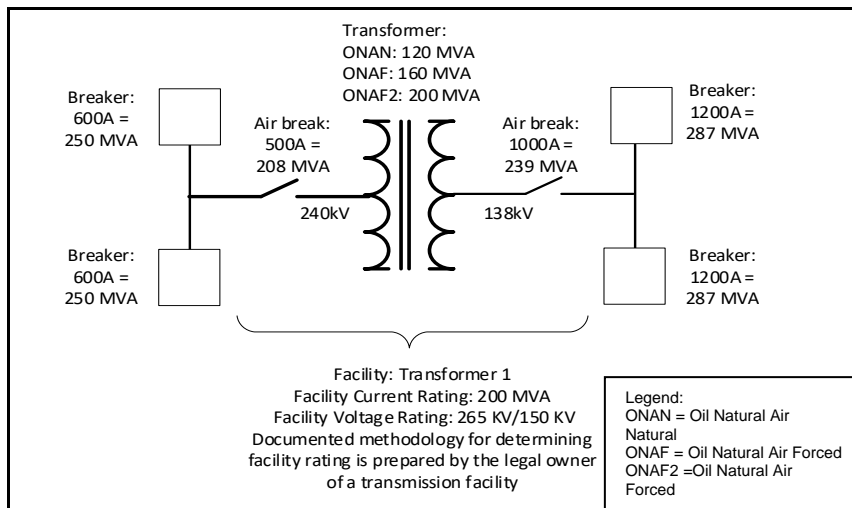 Transformer:
ONAN: 120 MVA
ONAF: 160 MVA
ONAF2: 200 MVA
Breaker:
600A =
250 MVA
Air break:
500A =
208 MVA
Air break:
1000A =
239 MVA
Breaker:
1200A =
287 MVA
240kV
138kV
Breaker:
600A =
250 MVA
Breaker:
1200A =
287 MVA
Facility: Transformer 1
Facility Current Rating: 200 MVA
Facility Voltage Rating: 265 KV/150 KV
Documented methodology for determining
facility rating is prepared by the legal owner
of a transmission facility
Legend:
ONAN = Oil Natural Air
Natural
ONAF = Oil Natural Air Forced
ONAF2 =Oil Natural Air
Forced